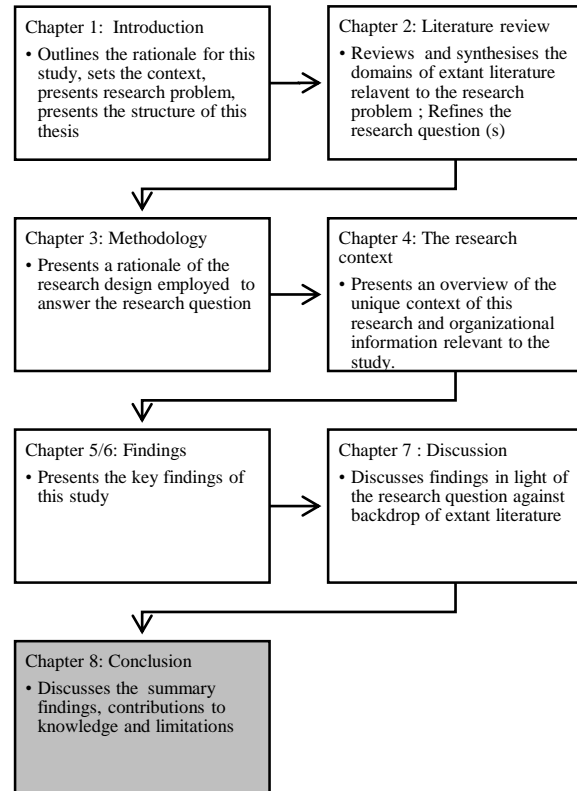 Chapter 1:  Introduction
• Outlines the rationale for this
study, sets the context,
presents research problem,
presents the structure of this
thesis
Chapter 2: Literature review
• Reviews  and synthesises the
domains of extant literature
relavent to the research
problem ; Refines the
research question (s)
Chapter 3: Methodology
• Presents a rationale of the
research design employed  to
answer the research question
Chapter 4: The research
context
• Presents an overview of the
unique context of this
research and organizational
information relevant to the
study.
Chapter 5/6: Findings
• Presents the key findings of
this study
Chapter 7 : Discussion
• Discusses findings in light of
the research question against
backdrop of extant literature
Chapter 8: Conclusion
• Discusses the  summary
findings, contributions to
knowledge and limitations